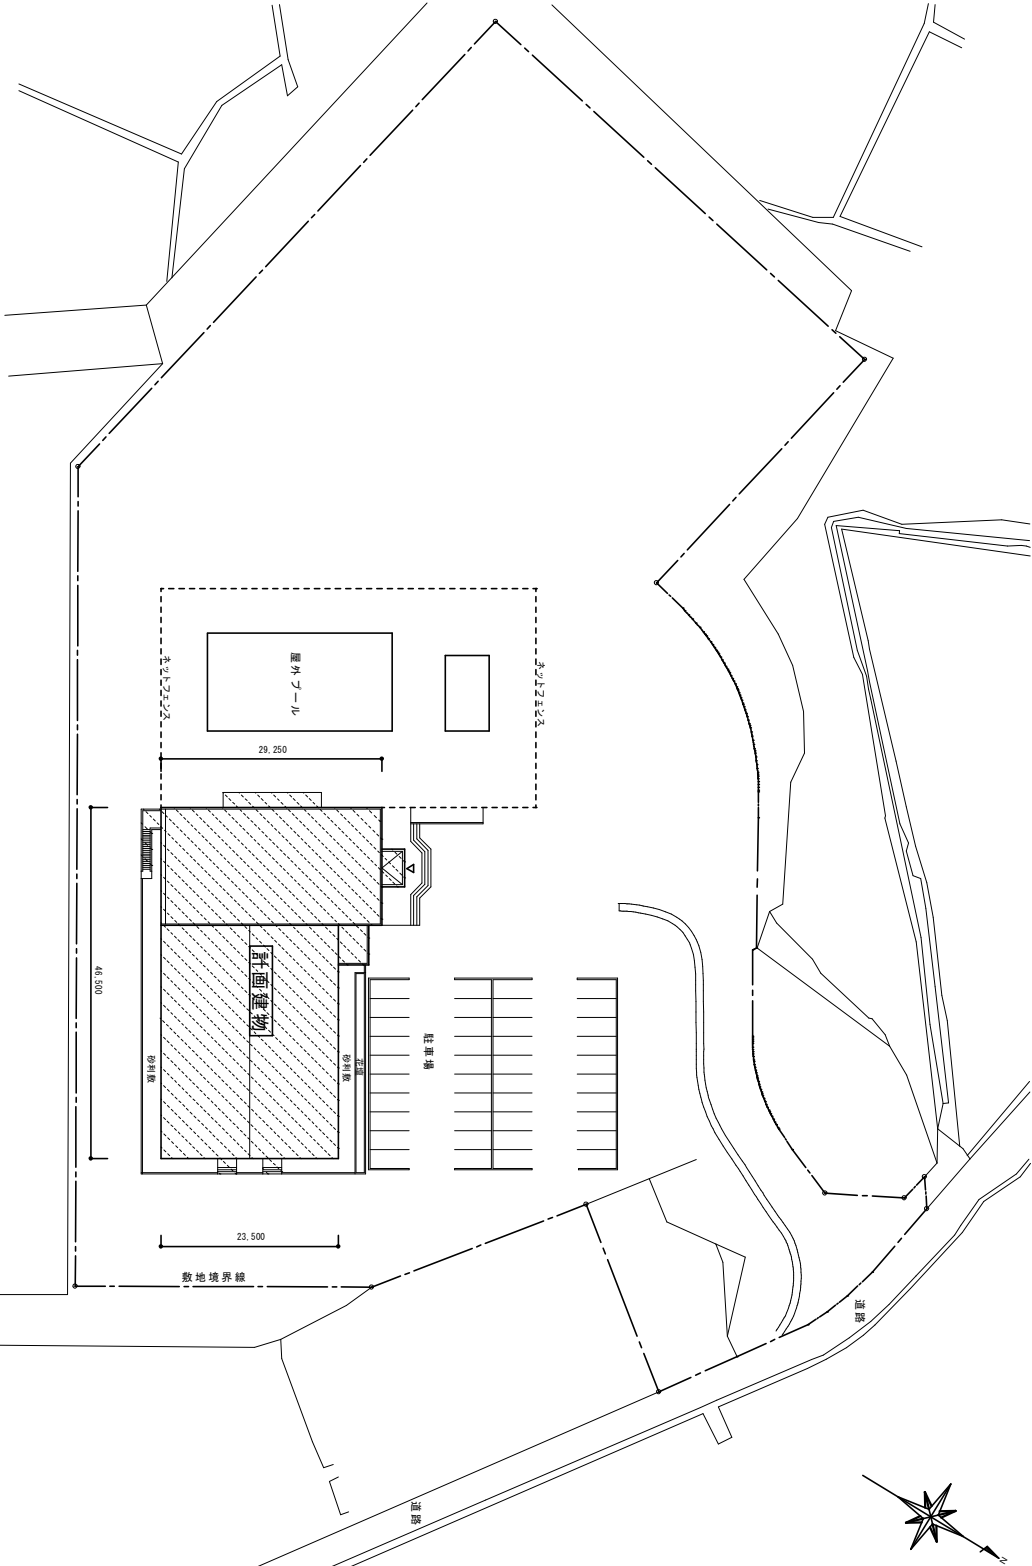 屋外プール
ネットフェンス
ネットフェンス
29,250
46,500
計画建物
駐車場
砂利敷
砂利敷
花壇
23,500
敷地境界線
道路
道路
N